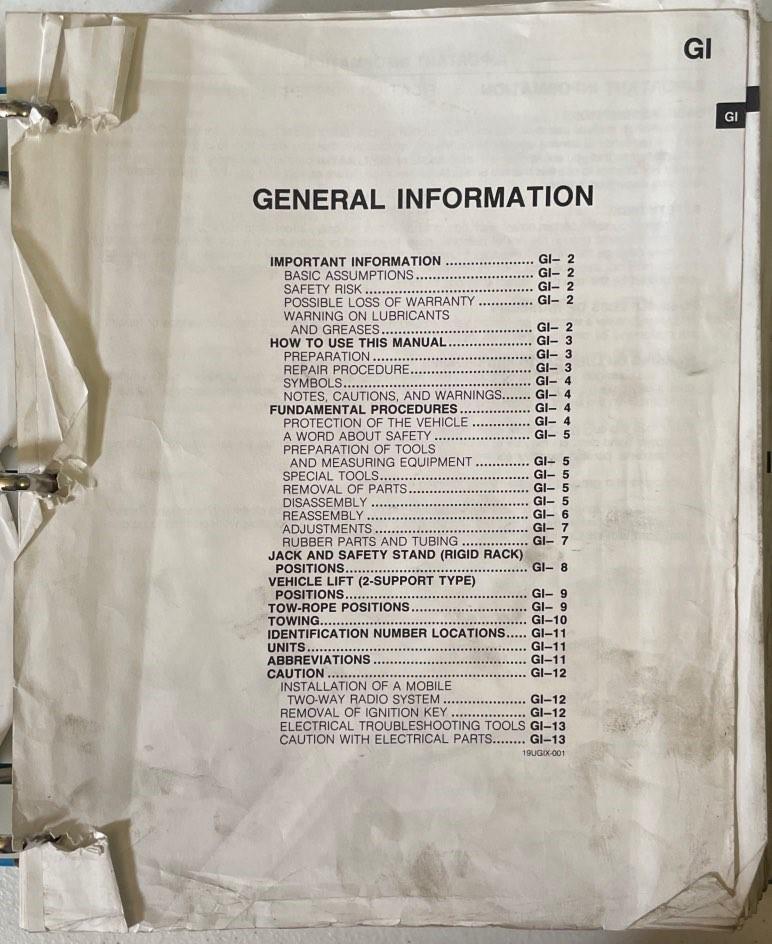 GI
GI
GENERAL INFORMATION
IMPORTANT INFORMATION ...................... GI– 2
BASIC ASSUMPTIONS ............................. GI– 2
SAFETY RISK .......................................... GI– 2
POSSIBLE LOSS OF WARRANTY ............. GI– 2
WARNING ON LUBRICANTS
AND GREASES ...................................... GI– 2
HOW TO USE THIS MANUAL ..................... GI– 3
PREPARATION ........................................ GI– 3
REPAIR PROCEDURE .............................. GI– 3
SYMBOLS ............................................... GI– 4
NOTES, CAUTIONS, AND WARNINGS ....... GI– 4
FUNDAMENTAL PROCEDURES .................. GI– 4
PROTECTION OF THE VEHICLE ............... GI– 4
A WORD ABOUT SAFETY ........................ GI– 5
PREPARATION OF TOOLS
AND MEASURING EQUIPMENT ............. GI– 5
SPECIAL TOOLS ...................................... GI– 5
REMOVAL OF PARTS .............................. GI– 5
DISASSEMBLY ........................................ GI– 5
REASSEMBLY ......................................... GI– 6
ADJUSTMENTS ....................................... GI– 7
RUBBER PARTS AND TUBING ................. GI– 7
JACK AND SAFETY STAND (RIGID RACK)
POSITIONS ............................................. GI– 8
VEHICLE LIFT (2-SUPPORT TYPE)
POSITIONS ............................................. GI– 9
TOW-ROPE POSITIONS ............................. GI– 9
TOWING .................................................... GI–10
IDENTIFICATION NUMBER LOCATIONS ..... GI–11
UNITS ....................................................... GI–11
ABBREVIATIONS ....................................... GI–11
CAUTION ................................................... GI–12
INSTALLATION OF A MOBILE
TWO-WAY RADIO SYSTEM .................... GI–12
REMOVAL OF IGNITION KEY .................. GI–12
ELECTRICAL TROUBLESHOOTING TOOLS GI–13
CAUTION WITH ELECTRICAL PARTS ........ GI–13
19UGIX-001